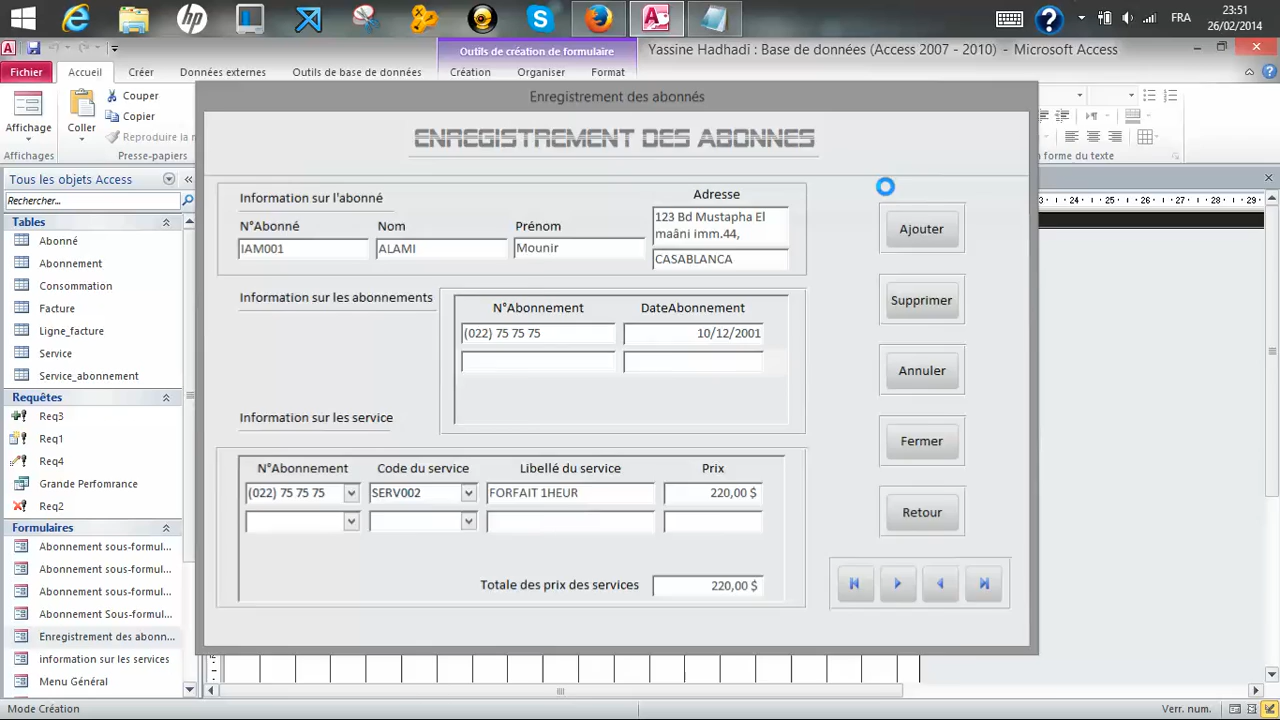 23:51
FRA
26/02/2014
Outils de création de formulaire
Yassine Hadhadi : Base de données (Access 2007 - 2010) - Microsoft Access
Fichier
Accueil
Créer
Données externes
Outils de base de données
Création
Organiser
Format
Affichage
Coller
Couper
Copier
Reproduire la
Affichages
Presse-papiers
forme du texte
Enregistrement des abonnés
ENREGISTREMENT DES ABONNES
Tous les objets Access
Rechercher...
Tables
Abonné
Abonnement
Consommation
Facture
Ligne_facture
Service
Service_abonnement
Requêtes
Req3
Req1
Req4
Grande Perfomrance
Req2
Formulaires
Abonnement sous-formul...
Abonnement sous-formul...
Abonnement sous-formul...
Abonnement Sous-formul...
Enregistrement des abonn...
information sur les services
Menu Général
Information sur l'abonné
Adresse
N°Abonné
Nom
Prénom
IAM001
ALAMI
Mounir
123 Bd Mustapha El
maâni imm.44,
CASABLANCA
Information sur les abonnements
N°Abonnement
DateAbonnement
(022) 75 75 75
10/12/2001
Information sur les service
N°Abonnement
Code du service
Libellé du service
Prix
(022) 75 75 75
SERV002
FORFAIT 1HEUR
220,00 $
Totale des prix des services
220,00 $
Ajouter
Supprimer
Annuler
Fermer
Retour
23 · 24 · 25 · 26 · 27 · 28 · 29
Mode Création
Verr. num.